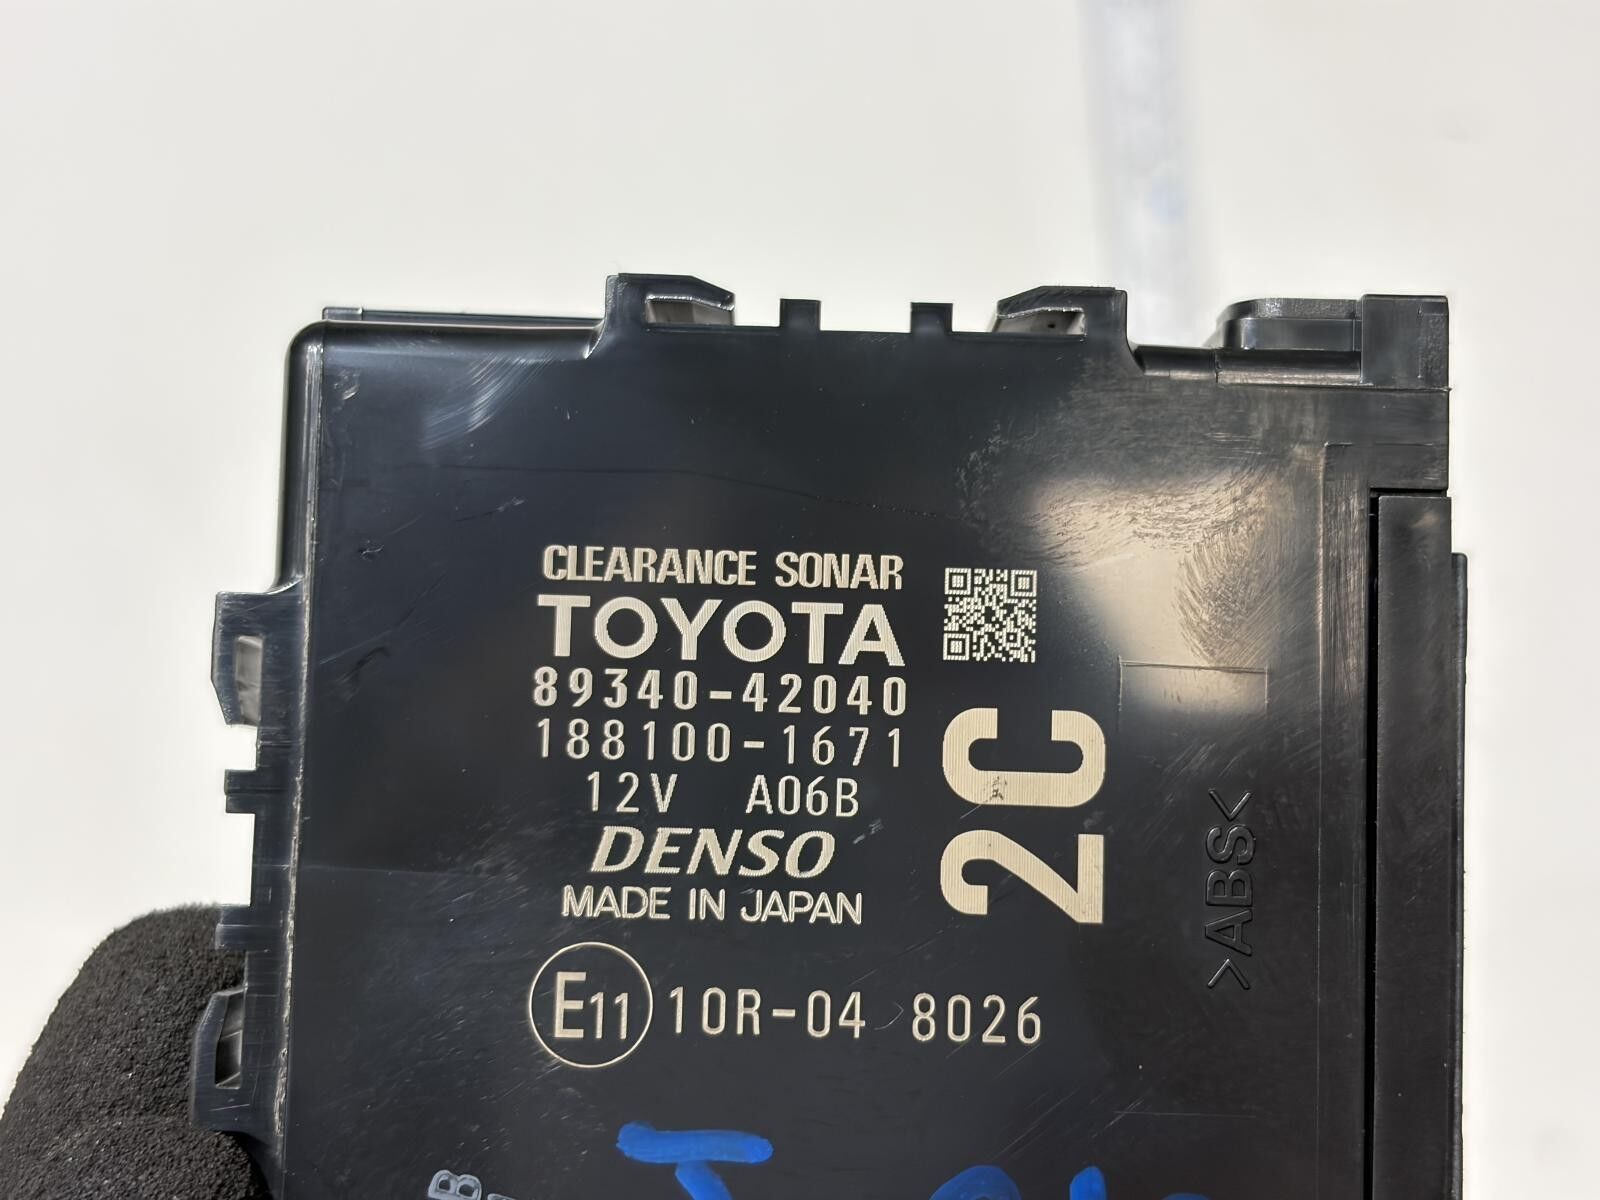 CLEARANCE SONAR
TOYOTA
89340-42040
188100-1671
12V A06B
DENSO
MADE IN JAPAN
E11 10R-04 8026
2C
>ABS<
B